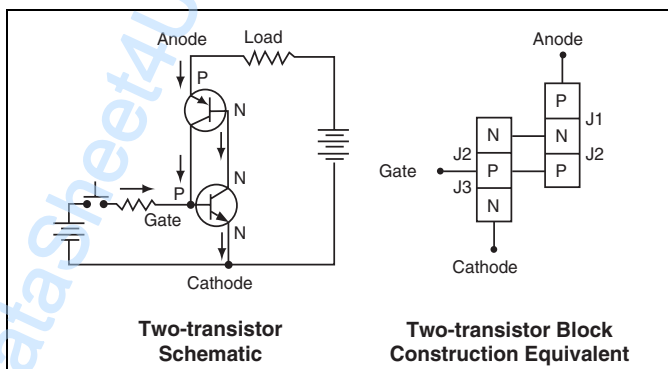 Anode
Load
P
N
N
P
Gate
N
Cathode
Two-transistor
Schematic
Anode
P
J1
N
N
J2
J2
Gate
P
P
J3
N
Cathode
Two-transistor Block
Construction Equivalent
ataSheet4U